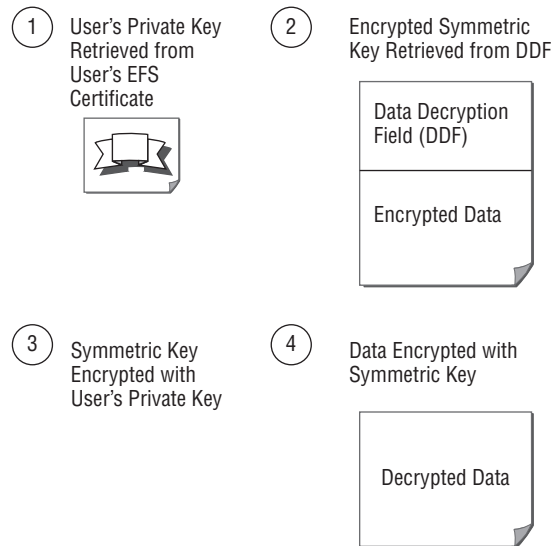 1
User's Private Key
Retrieved from
User's EFS
Certificate
2
Encrypted Symmetric
Key Retrieved from DDF
Data Decryption
Field (DDF)
Encrypted Data
3
Symmetric Key
Encrypted with
User's Private Key
4
Data Encrypted with
Symmetric Key
Decrypted Data